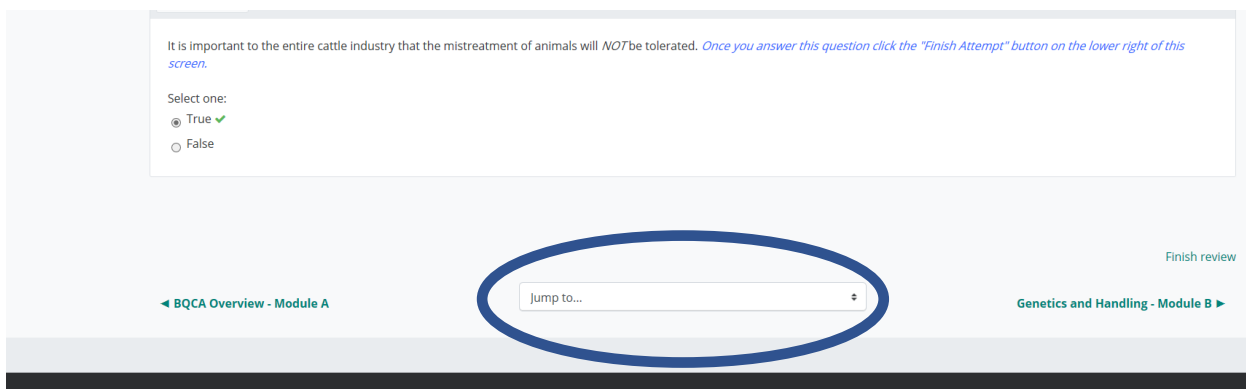 It is important to the entire cattle industry that the mistreatment of animals will NOT be tolerated. Once you answer this question click the "Finish Attempt" button on the lower right of this
screen.
Select one:
True
False
Finish review
◄ BQCA Overview - Module A
Jump to...
Genetics and Handling - Module B ►